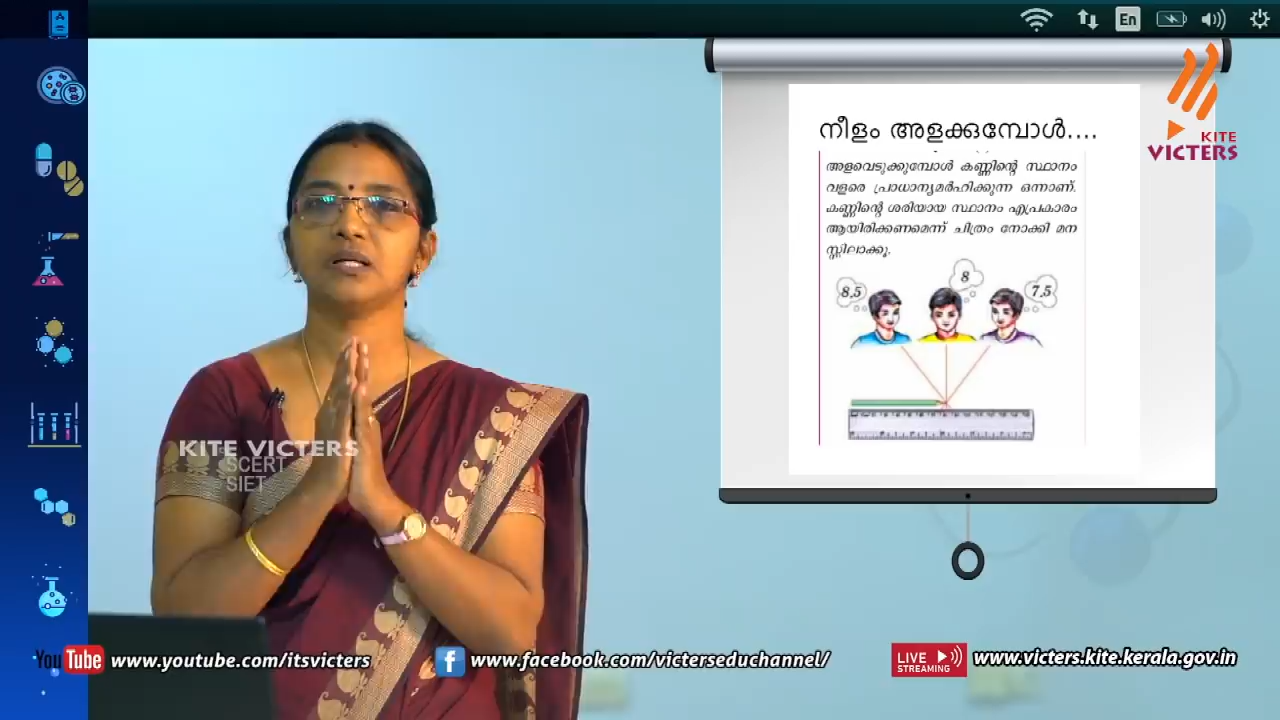 En
KITE
VICTERS
നീളം അളക്കുമ്പോൾ....
അളവെടുക്കുമ്പോൾ കണ്ണിന്റെ സ്ഥാനം
വളരെ പ്രാധാന്യമർഹിക്കുന്ന ഒന്നാണ്.
കണ്ണിന്റെ ശരിയായ സ്ഥാനം എപ്രകാരം
ആയിരിക്കണമെന്ന് ചിത്രം നോക്കി മന
സ്സിലാക്കൂ.
8.5
8
7.5
KITE VICTERS
SCERT
SIET
YouTube www.youtube.com/itsvicters
f www.facebook.com/victerseduchannel/
LIVE
STREAMING
www.victers.kite.kerala.gov.in